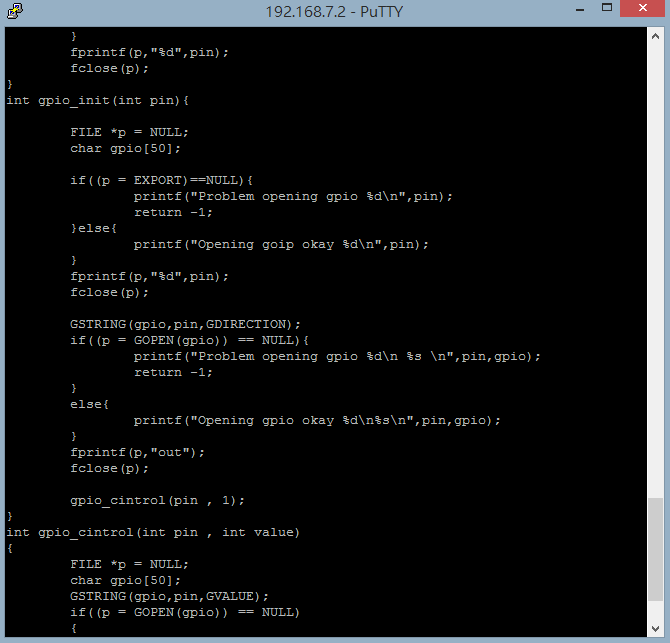 192.168.7.2 - PuTTY
}
fprintf(p,"%d",pin);
fclose(p);
}
int gpio_init(int pin){
FILE *p = NULL;
char gpio[50];
if((p = EXPORT)==NULL){
printf("Problem opening gpio %d\n",pin);
return -1;
}else{
printf("Opening goip okay %d\n",pin);
}
fprintf(p,"%d",pin);
fclose(p);
GSTRING(gpio,pin,GDIRECTION);
if((p = GOPEN(gpio)) == NULL){
printf("Problem opening gpio %d\n %s \n",pin,gpio);
return -1;
}
else{
printf("Opening gpio okay %d\n%s\n",pin,gpio);
}
fprintf(p,"out");
fclose(p);
gpio_cintrol(pin , 1);
}
int gpio_cintrol(int pin , int value)
{
FILE *p = NULL;
char gpio[50];
GSTRING(gpio,pin,GVALUE);
if((p = GOPEN(gpio)) == NULL)
{